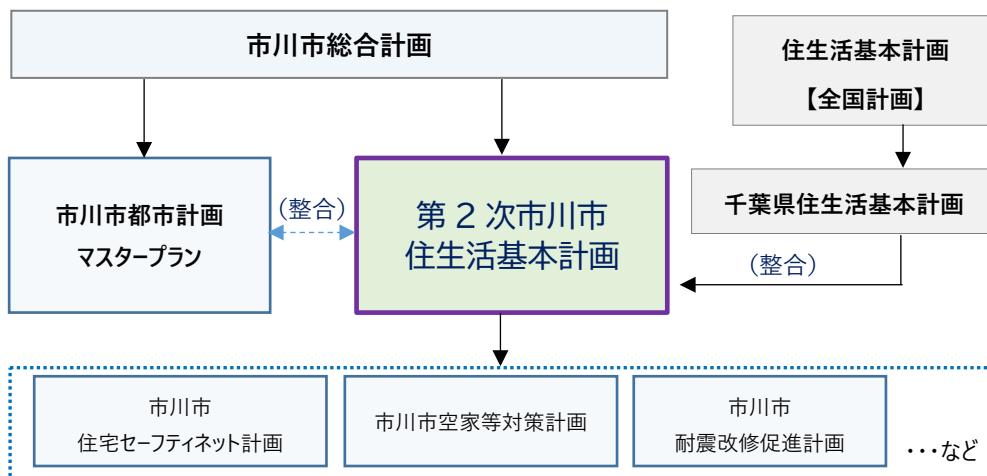 市川市総合計画
住生活基本計画
【全国計画】
市川市都市計画
マスタープラン
(整合)
第2次市川市
住生活基本計画
千葉県住生活基本計画
(整合)
市川市
住宅セーフティネット計画
市川市空家等対策計画
市川市
耐震改修促進計画
・・・など